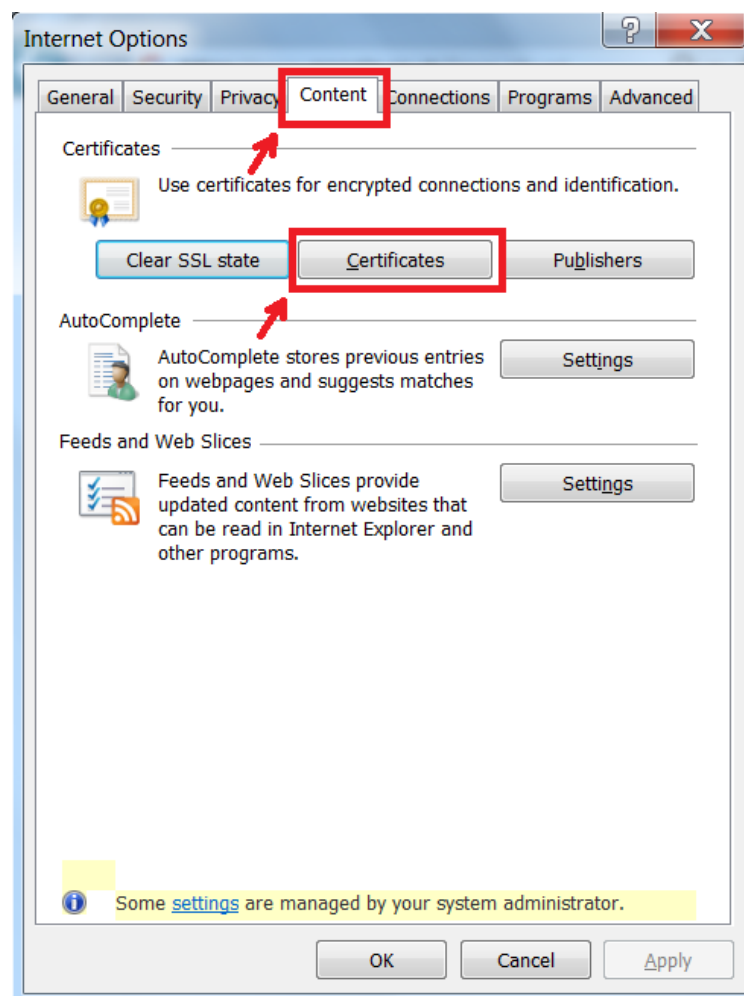 Internet Options
General Security Privacy Content Connections Programs Advanced
Certificates
Use certificates for encrypted connections and identification.
Clear SSL state Certificates Publishers
AutoComplete
AutoComplete stores previous entries
on webpages and suggests matches
for you.
Settings
Feeds and Web Slices
Feeds and Web Slices provide
updated content from websites that
can be read in Internet Explorer and
other programs.
Settings
Some settings are managed by your system administrator.
OK Cancel Apply